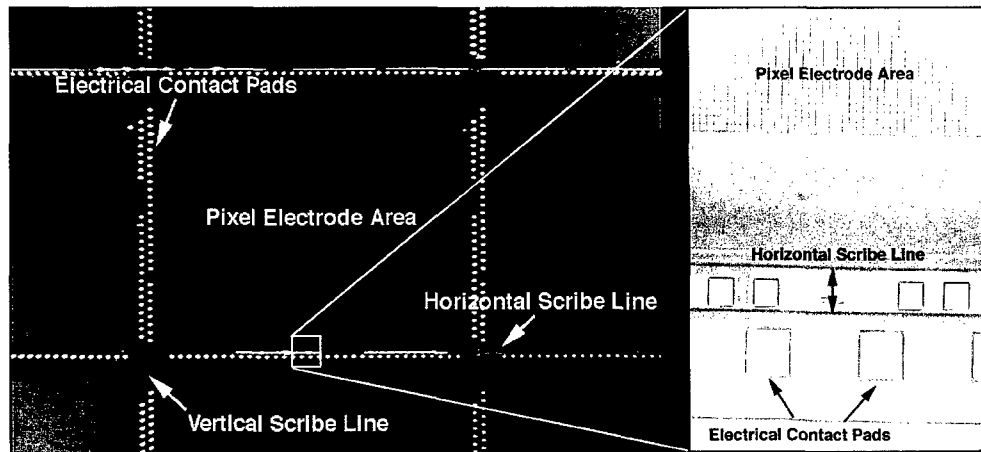 Electrical Contact Pads
Pixel Electrode Area
Horizontal Scribe Line
Vertical Scribe Line
Pixel Electrode Area
Horizontal Scribe Line
Electrical Contact Pads